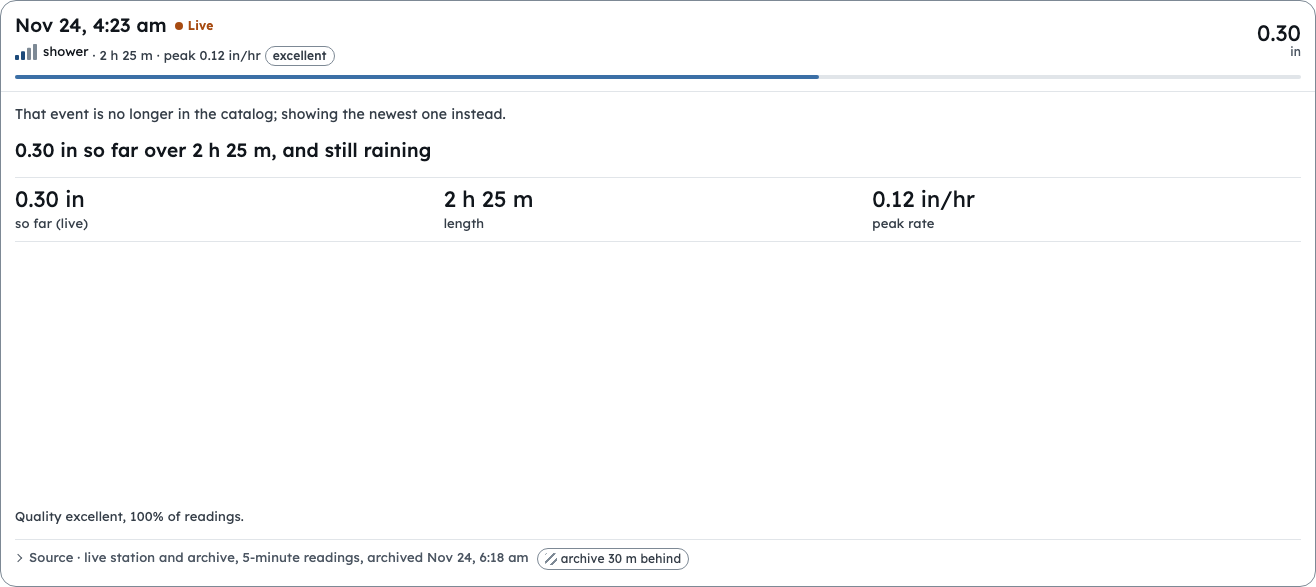 Nov 24, 4:23 am Live
0.30
in
shower · 2 h 25 m · peak 0.12 in/hr excellent
That event is no longer in the catalog; showing the newest one instead.
0.30 in so far over 2 h 25 m, and still raining
0.30 in
so far (live)
2 h 25 m
length
0.12 in/hr
peak rate
Quality excellent, 100% of readings.
Source · live station and archive, 5-minute readings, archived Nov 24, 6:18 am archive 30 m behind